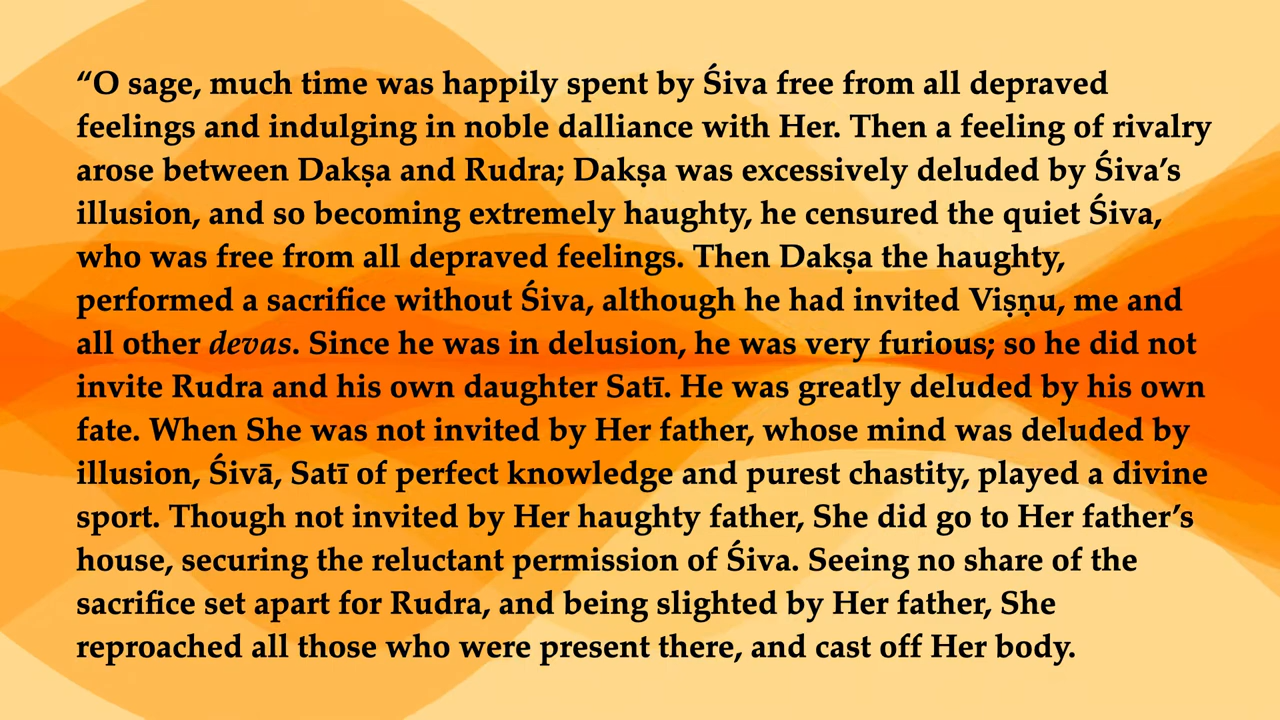 “O sage, much time was happily spent by Śiva free from all depraved
feelings and indulging in noble dalliance with Her. Then a feeling of rivalry
arose between Dakṣa and Rudra; Dakṣa was excessively deluded by Śiva’s
illusion, and so becoming extremely haughty, he censured the quiet Śiva,
who was free from all depraved feelings. Then Dakṣa the haughty,
performed a sacrifice without Śiva, although he had invited Viṣṇu, me and
all other devas. Since he was in delusion, he was very furious; so he did not
invite Rudra and his own daughter Satī. He was greatly deluded by his own
fate. When She was not invited by Her father, whose mind was deluded by
illusion, Śivā, Satī of perfect knowledge and purest chastity, played a divine
sport. Though not invited by Her haughty father, She did go to Her father’s
house, securing the reluctant permission of Śiva. Seeing no share of the
sacrifice set apart for Rudra, and being slighted by Her father, She
reproached all those who were present there, and cast off Her body.